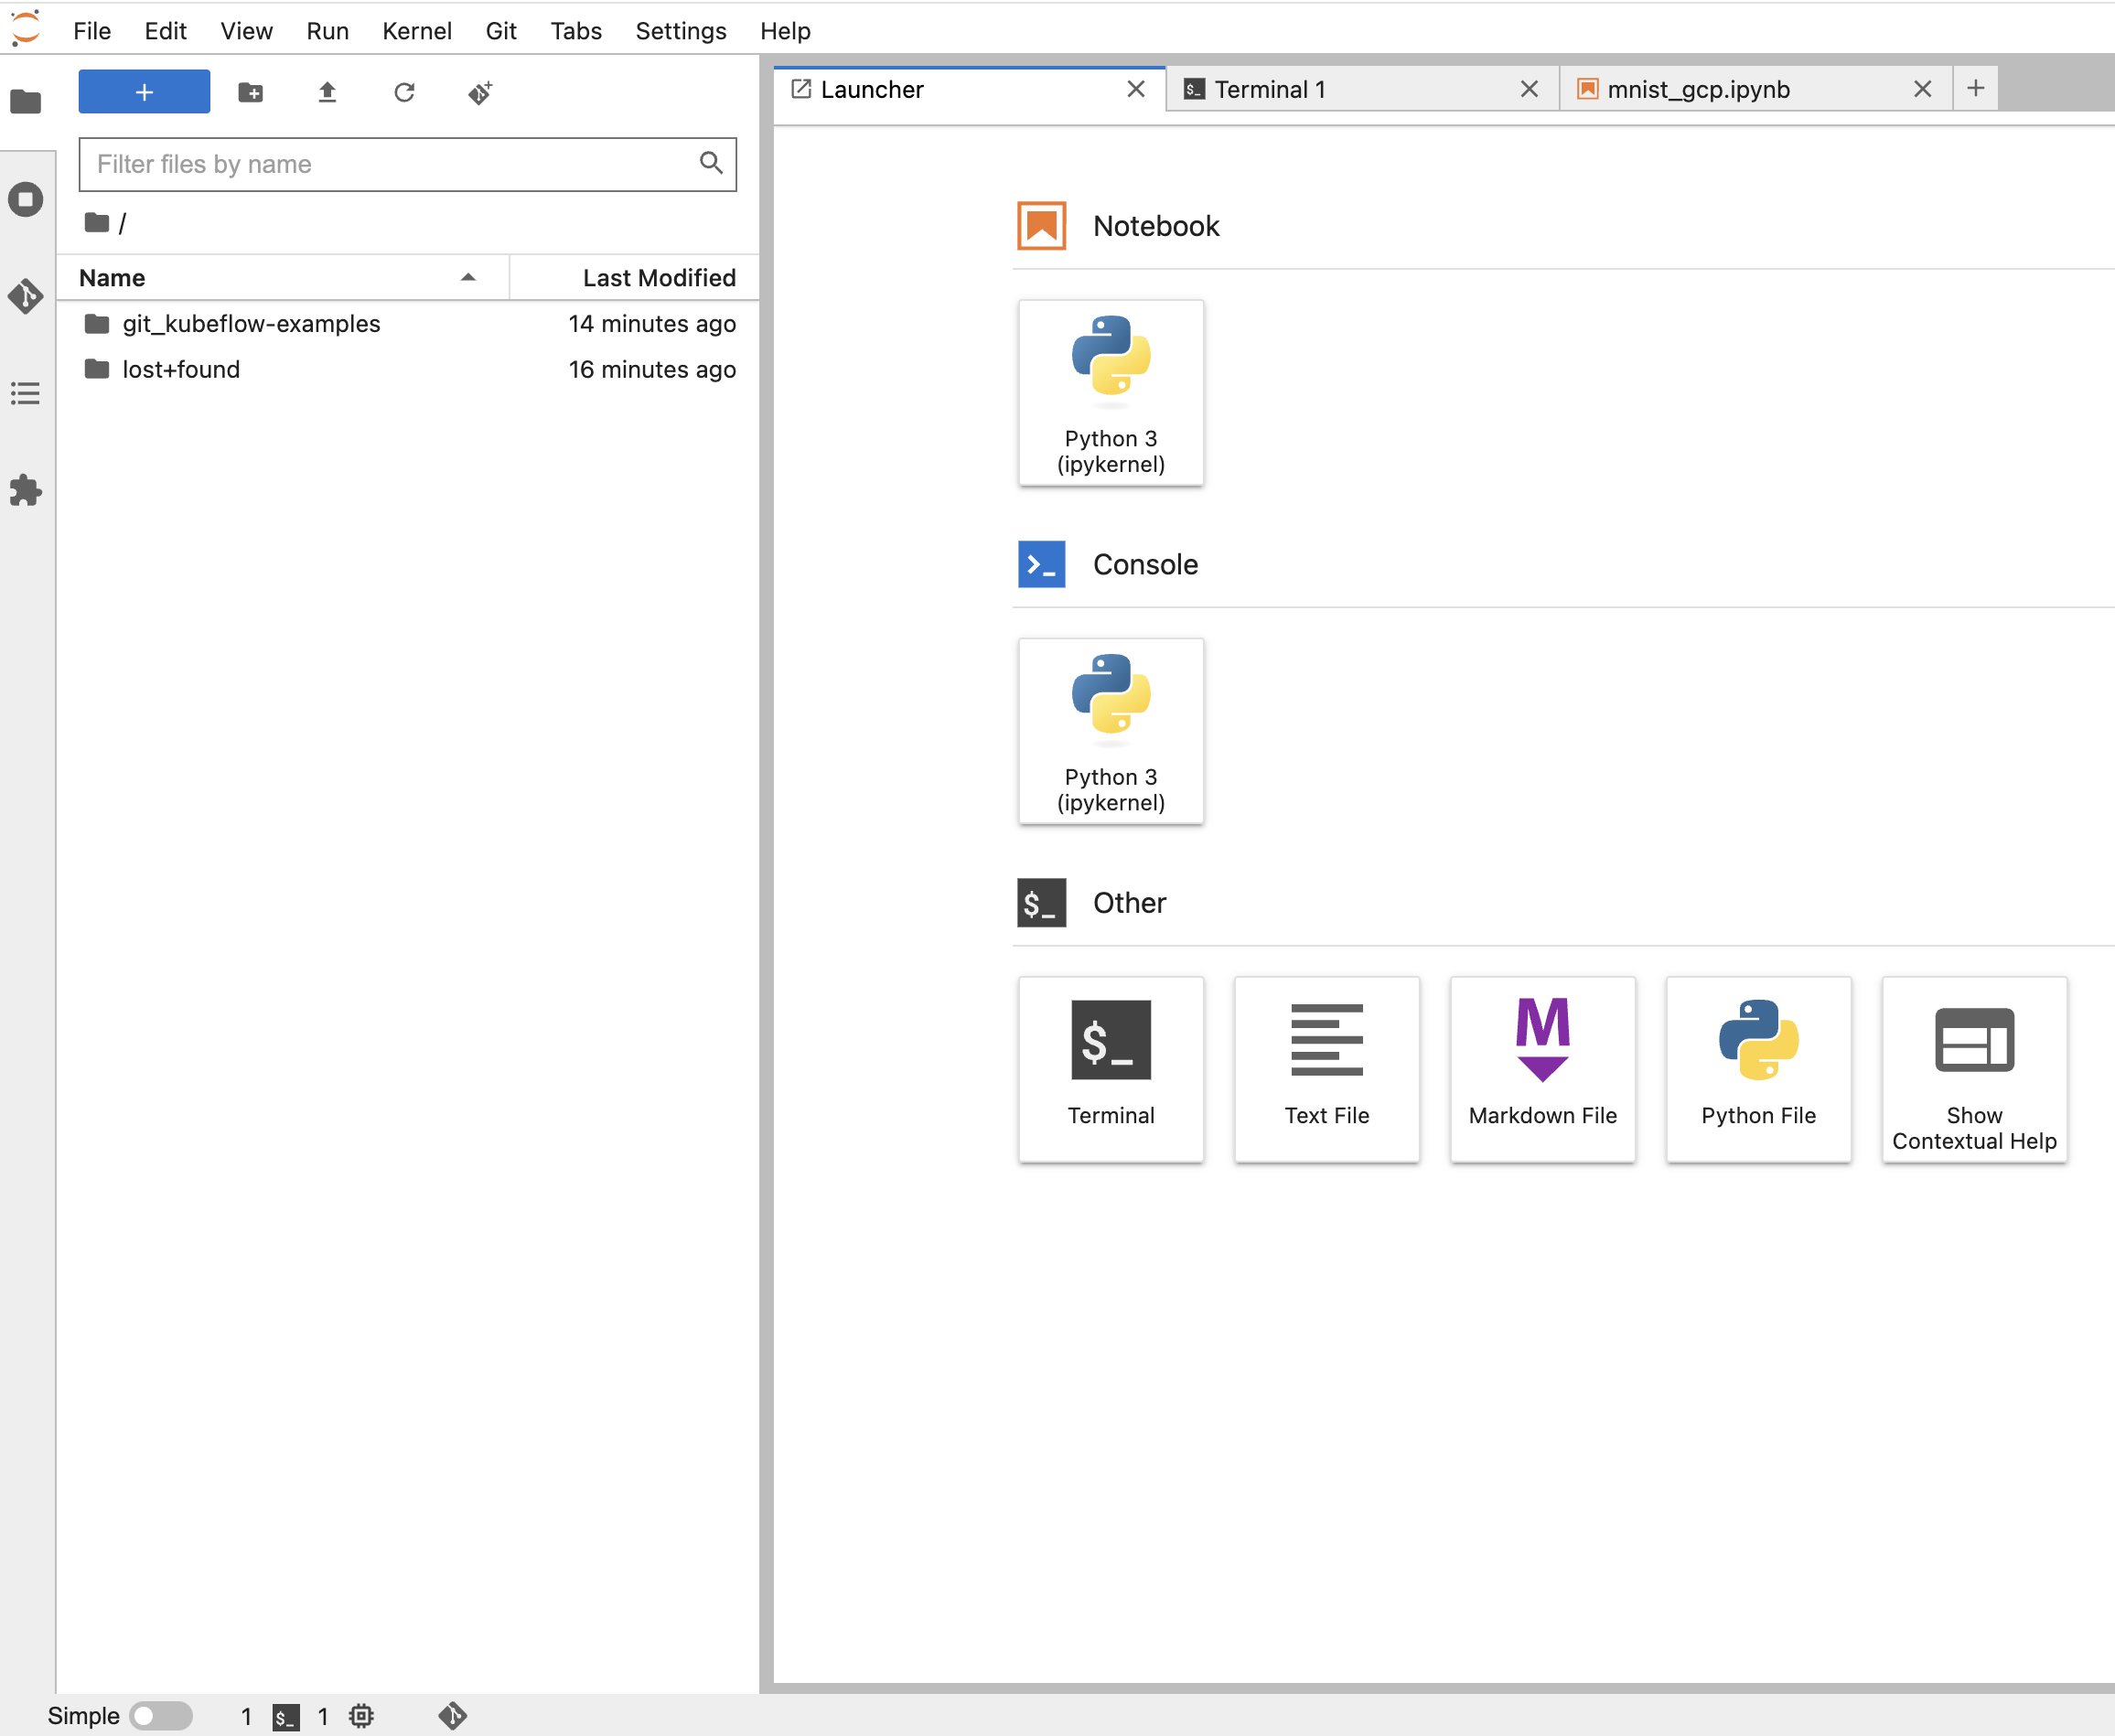 File Edit View Run Kernel Git Tabs Settings Help
Launcher
Terminal 1
mnist_gcp.ipynb
Filter files by name
/
Name Last Modified
git_kubeflow-examples 14 minutes ago
lost+found 16 minutes ago
Notebook
Python 3
(ipykernel)
Console
Python 3
(ipykernel)
$_ Other
$_
Terminal
Text File
Markdown File
Python File
Show
Contextual Help
Simple 1 $_ 1